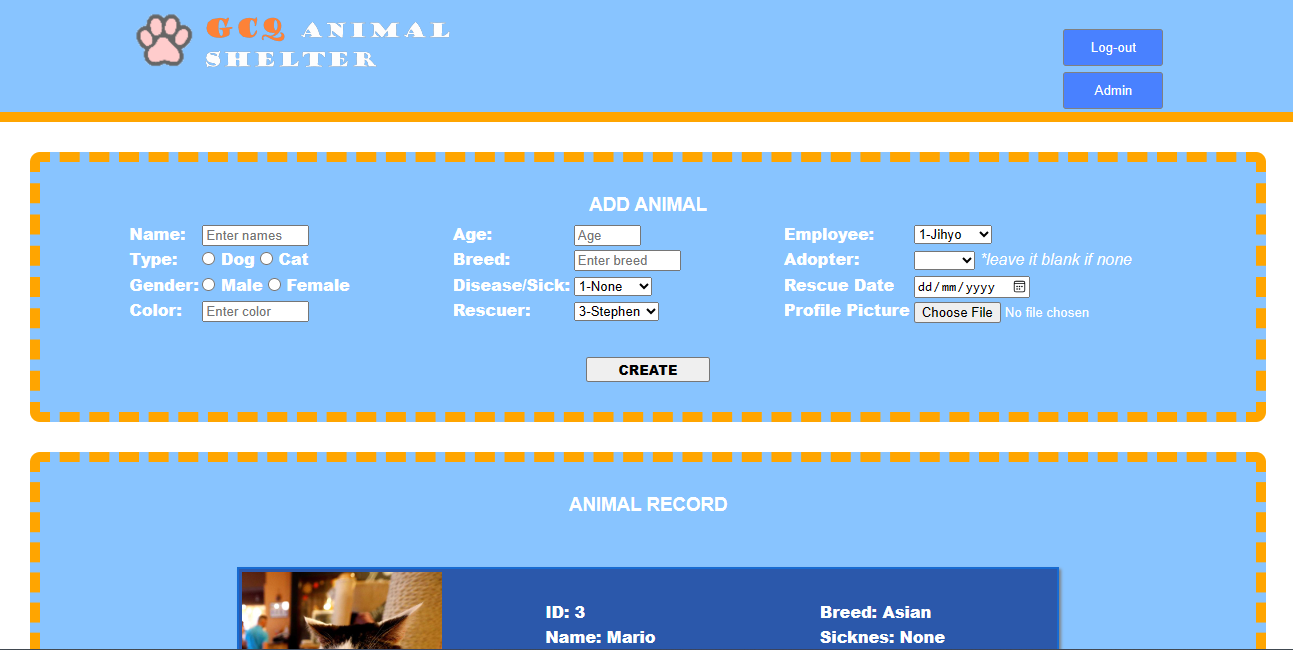 GCQ ANIMAL
SHELTER
Log-out
Admin
ADD ANIMAL
Name: Enter names Age: Age Employee: 1-Jihyo
Type: Dog Cat Breed: Enter breed Adopter: *leave it blank if none
Gender: Male Female Disease/Sick: 1-None Rescue Date dd/mm/yyyy
Color: Enter color Rescuer: 3-Stephen Profile Picture Choose File No file chosen
CREATE
ANIMAL RECORD
ID: 3 Breed: Asian
Name: Mario Sicknes: None